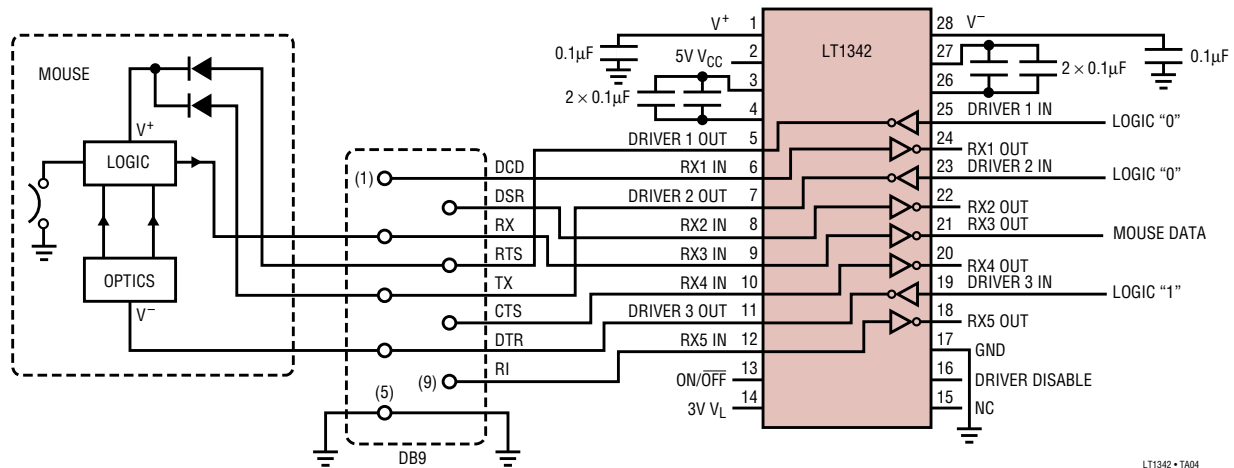 MOUSE
V+
LOGIC
OPTICS
V−
(1)
DCD
DSR
RX
RTS
TX
CTS
DTR
(9)
RI
(5)
DB9
0.1µF
V+
1
5V VCC
2
2 × 0.1µF
3
4
DRIVER 1 OUT
5
RX1 IN
6
DRIVER 2 OUT
7
RX2 IN
8
RX3 IN
9
RX4 IN
10
DRIVER 3 OUT
11
RX5 IN
12
ON/OFF
13
3V VL
14
LT1342
28
V−
0.1µF
27
2 × 0.1µF
26
25
DRIVER 1 IN
LOGIC “0”
24
RX1 OUT
23
DRIVER 2 IN
LOGIC “0”
22
RX2 OUT
21
RX3 OUT
MOUSE DATA
20
RX4 OUT
19
DRIVER 3 IN
LOGIC “1”
18
RX5 OUT
17
GND
16
DRIVER DISABLE
15
NC
LT1342 • TA04